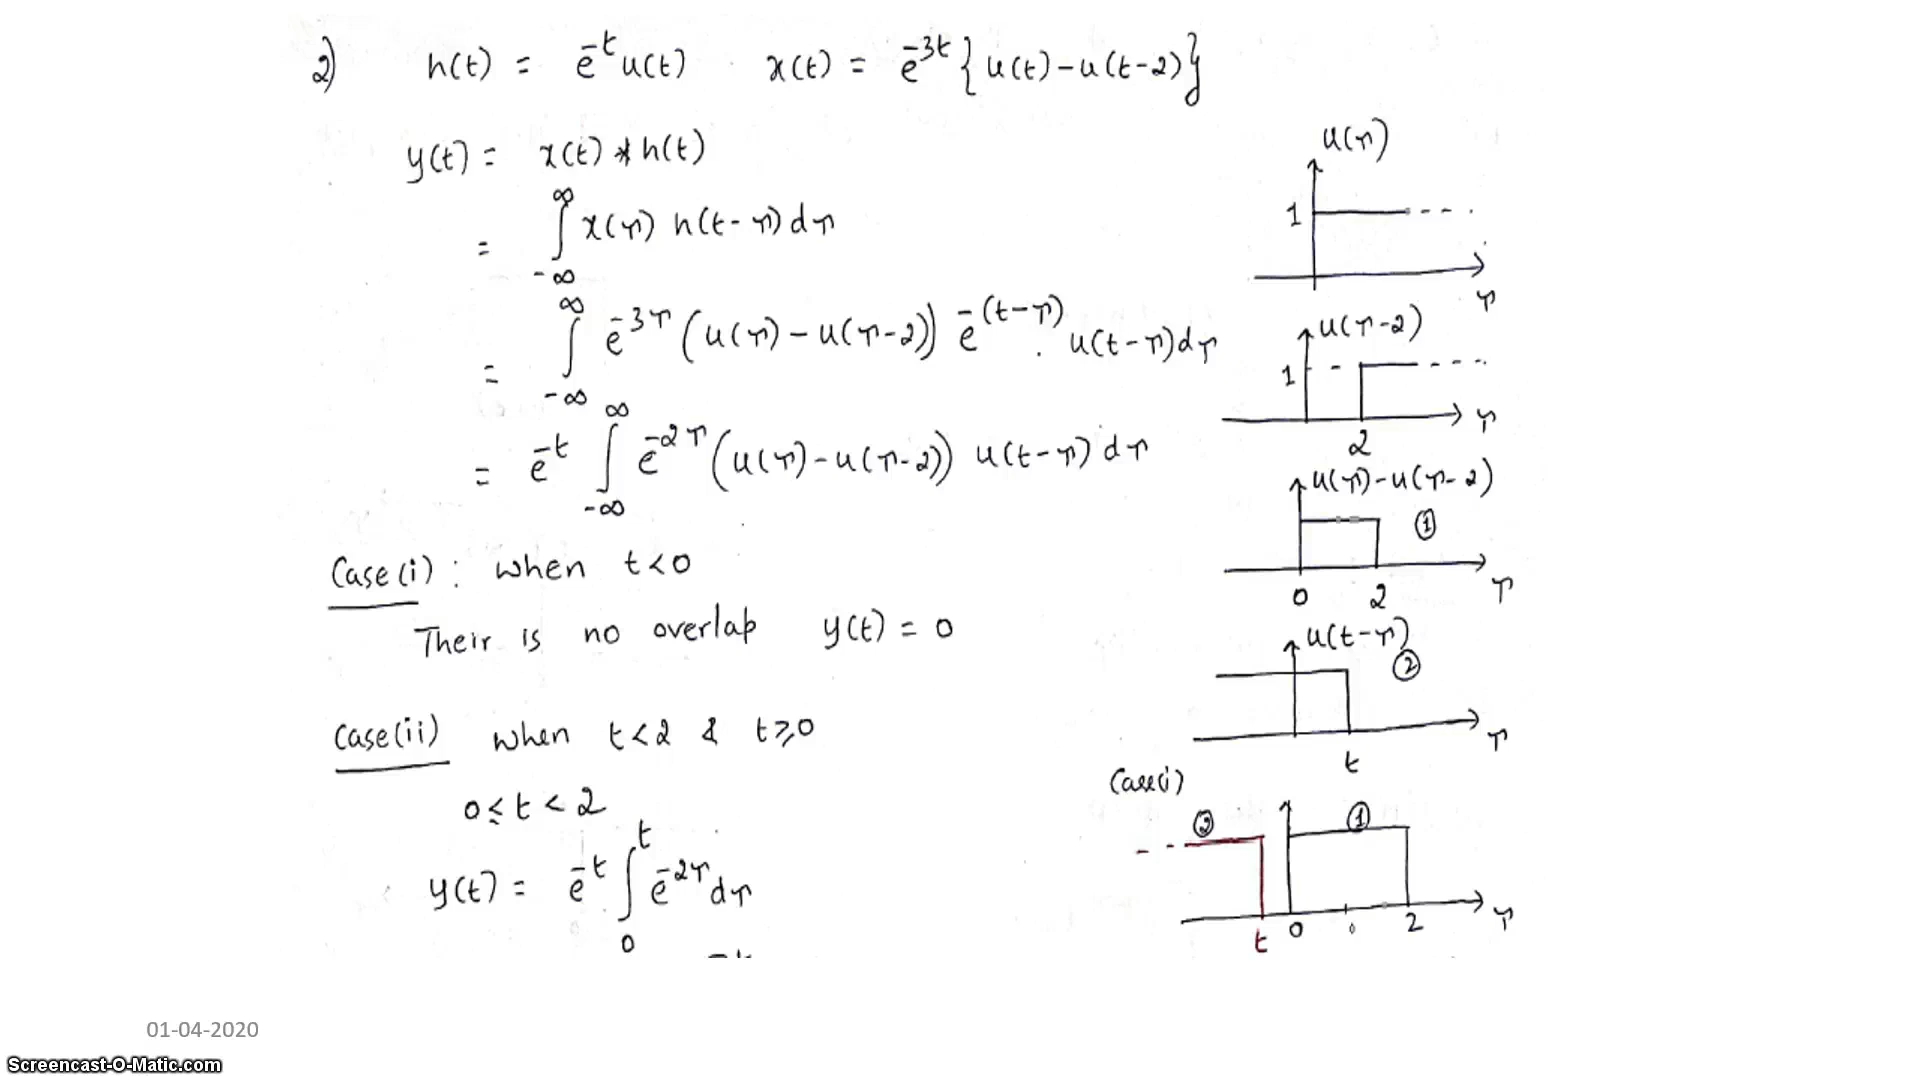 2) h(t) = e^{-t} u(t) x(t) = e^{-3t} { u(t) - u(t-2) }
y(t) = x(t) * h(t)
= ∫_{-∞}^{∞} x(τ) h(t-τ) dτ
= ∫_{-∞}^{∞} e^{-3τ} (u(τ) - u(τ-2)) e^{-(t-τ)} . u(t-τ) dτ
= e^{-t} ∫_{-∞}^{∞} e^{-2τ} (u(τ) - u(τ-2)) u(t-τ) dτ
Case(i) : when t<0
Their is no overlap y(t) = 0
Case(ii) when t<2 & t≥0
0 ≤ t < 2
y(t) = e^{-t} ∫_{0}^{t} e^{-2τ} dτ
u(τ)
1
τ
u(τ-2)
1
τ
2
u(τ)-u(τ-2)
①
0 2 τ
u(t-τ)
②
t τ
Case(i)
② ①
t 0 2 τ
01-04-2020
Screencast-O-Matic.com